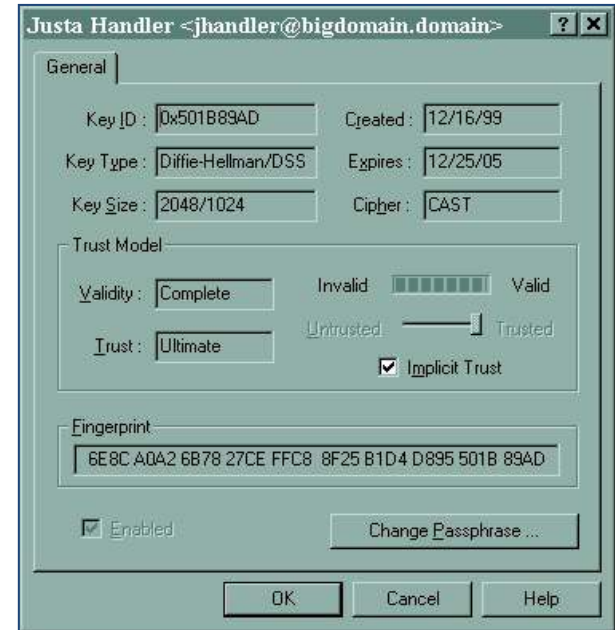 Justa Handler <jhandler@bigdomain.domain>
General
Key ID : 0x501B89AD Created : 12/16/99
Key Type : Diffie-Hellman/DSS Expires : 12/25/05
Key Size : 2048/1024 Cipher : CAST
Trust Model
Validity : Complete Invalid Valid
Untrusted Trusted
Trust : Ultimate
Implicit Trust
Fingerprint
6E8C A0A2 6B78 27CE FFC8 8F25 B1D4 D895 501B 89AD
Enabled Change Passphrase ...
OK Cancel Help